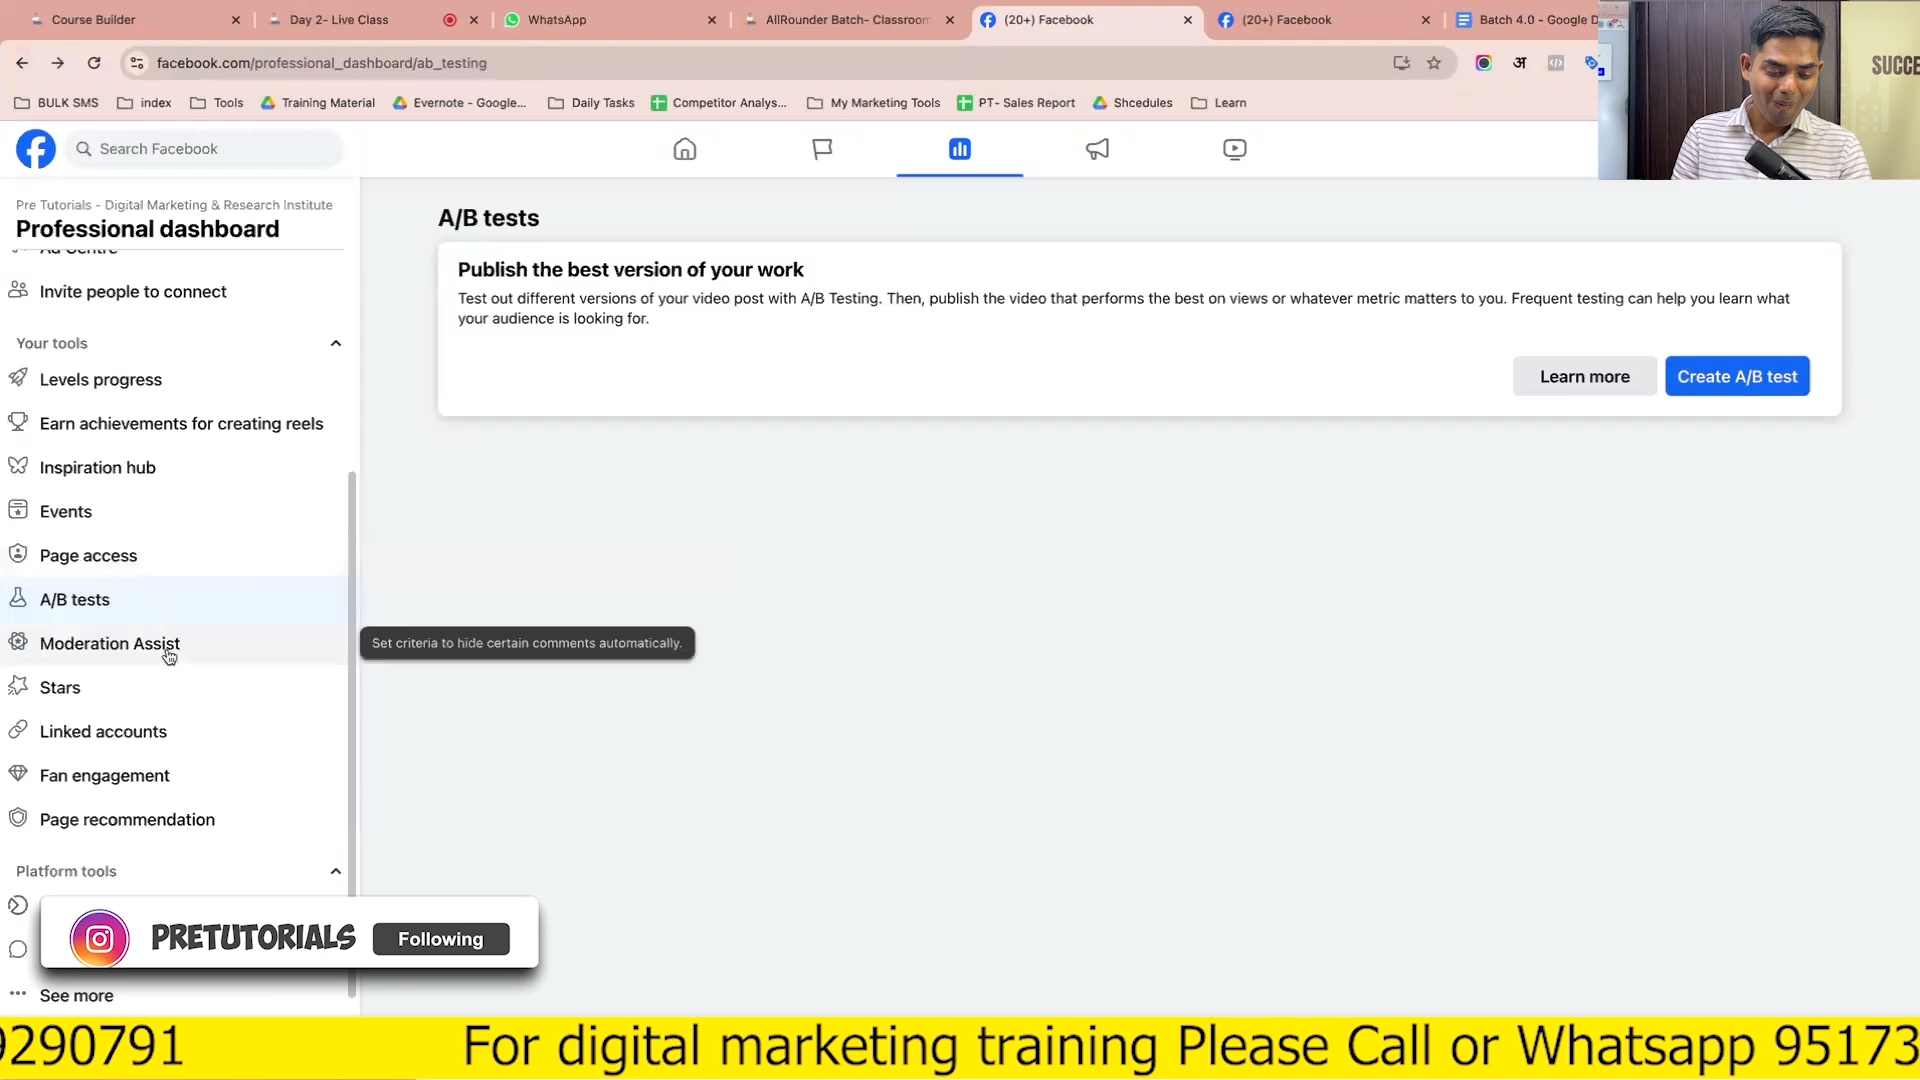 Course Builder
Day 2- Live Class
WhatsApp
AllRounder Batch- Classroom
(20+) Facebook
(20+) Facebook
Batch 4.0 - Google D
facebook.com/professional_dashboard/ab_testing
अ
SUCCE
BULK SMS
index
Tools
Training Material
Evernote - Google...
Daily Tasks
Competitor Analys...
My Marketing Tools
PT- Sales Report
Shcedules
Learn
Search Facebook
Pre Tutorials - Digital Marketing & Research Institute
Professional dashboard
Ad Centre
Invite people to connect
Your tools
Levels progress
Earn achievements for creating reels
Inspiration hub
Events
Page access
A/B tests
Moderation Assist
Stars
Linked accounts
Fan engagement
Page recommendation
Platform tools
See more
A/B tests
Publish the best version of your work
Test out different versions of your video post with A/B Testing. Then, publish the video that performs the best on views or whatever metric matters to you. Frequent testing can help you learn what
your audience is looking for.
Learn more
Create A/B test
Set criteria to hide certain comments automatically.
PRETUTORIALS
Following
9290791 For digital marketing training Please Call or Whatsapp 95173